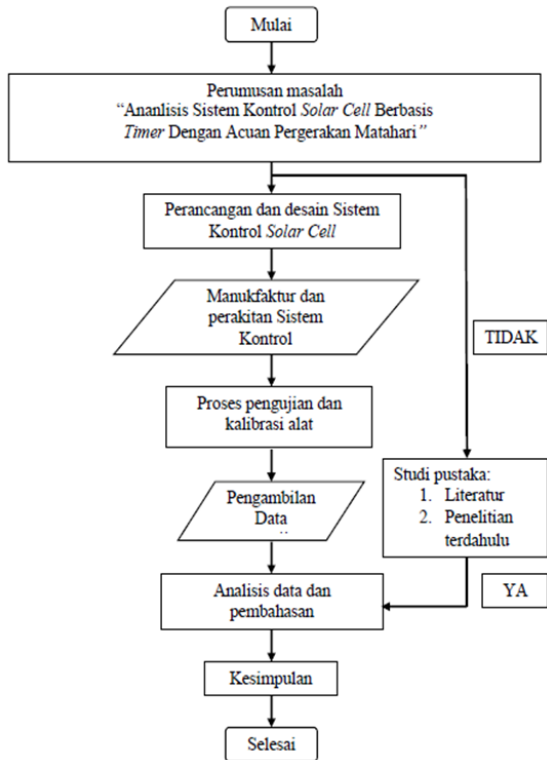 Mulai
Perumusan masalah
“Ananlisis Sistem Kontrol Solar Cell Berbasis
Timer Dengan Acuan Pergerakan Matahari”
Perancangan dan desain Sistem
Kontrol Solar Cell
Manukfaktur dan
perakitan Sistem
Kontrol
TIDAK
Proses pengujian dan
kalibrasi alat
Studi pustaka:
1. Literatur
2. Penelitian
terdahulu
Pengambilan
Data
YA
Analisis data dan
pembahasan
Kesimpulan
Selesai